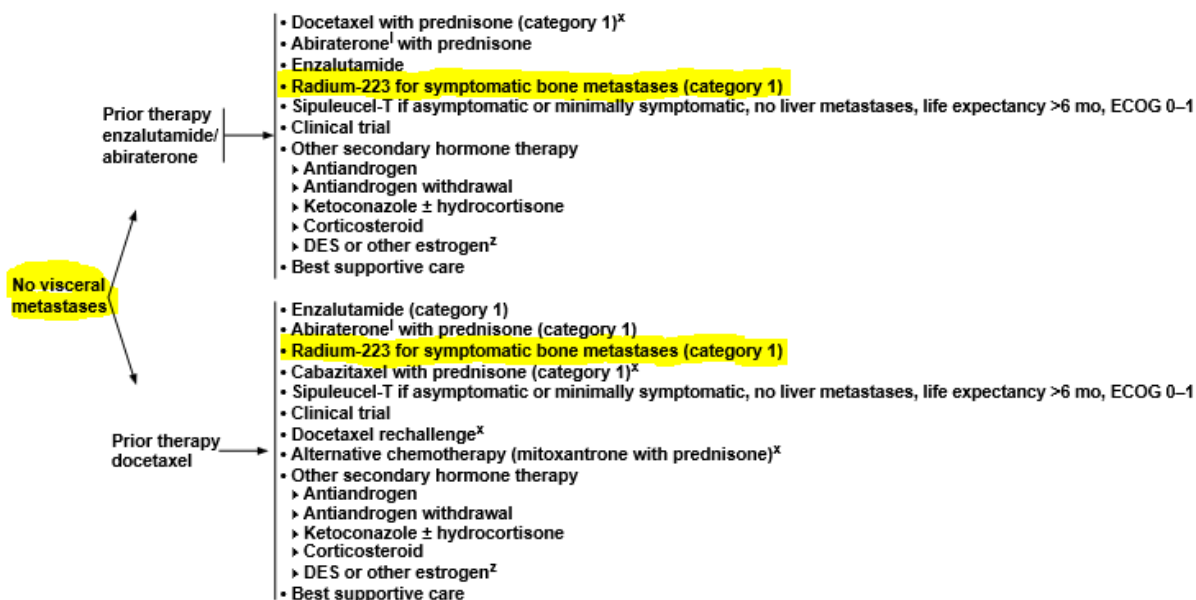 • Docetaxel with prednisone (category 1)ˣ
• Abirateroneˡ with prednisone
• Enzalutamide
• Radium-223 for symptomatic bone metastases (category 1)
• Sipuleucel-T if asymptomatic or minimally symptomatic, no liver metastases, life expectancy >6 mo, ECOG 0–1
• Clinical trial
• Other secondary hormone therapy
▸ Antiandrogen
▸ Antiandrogen withdrawal
▸ Ketoconazole ± hydrocortisone
▸ Corticosteroid
▸ DES or other estrogenᶻ
• Best supportive care
Prior therapy
enzalutamide/
abiraterone
No visceral
metastases
• Enzalutamide (category 1)
• Abirateroneˡ with prednisone (category 1)
• Radium-223 for symptomatic bone metastases (category 1)
• Cabazitaxel with prednisone (category 1)ˣ
• Sipuleucel-T if asymptomatic or minimally symptomatic, no liver metastases, life expectancy >6 mo, ECOG 0–1
• Clinical trial
• Docetaxel rechallengeˣ
• Alternative chemotherapy (mitoxantrone with prednisone)ˣ
• Other secondary hormone therapy
▸ Antiandrogen
▸ Antiandrogen withdrawal
▸ Ketoconazole ± hydrocortisone
▸ Corticosteroid
▸ DES or other estrogenᶻ
• Best supportive care
Prior therapy
docetaxel